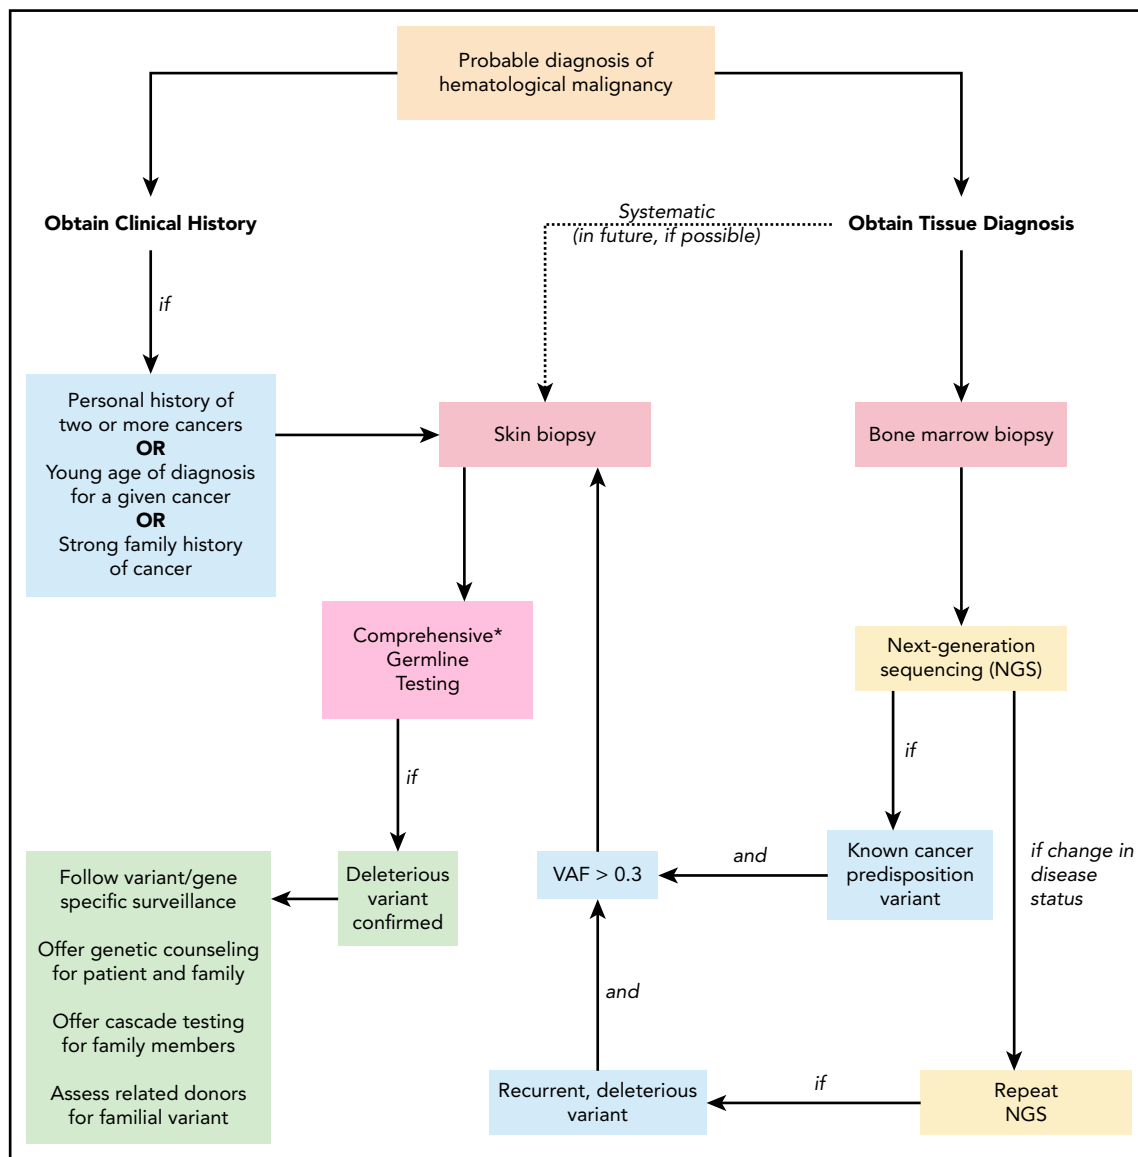 Probable diagnosis of
hematological malignancy
Obtain Clinical History
Systematic
(in future, if possible)
Obtain Tissue Diagnosis
if
Personal history of
two or more cancers
OR
Young age of diagnosis
for a given cancer
OR
Strong family history
of cancer
Skin biopsy
Bone marrow biopsy
Comprehensive*
Germline
Testing
Next-generation
sequencing (NGS)
if
if
Follow variant/gene
specific surveillance
Offer genetic counseling
for patient and family
Offer cascade testing
for family members
Assess related donors
for familial variant
Deleterious
variant
confirmed
VAF > 0.3
and
Known cancer
predisposition
variant
if change in
disease
status
and
Recurrent, deleterious
variant
if
Repeat
NGS